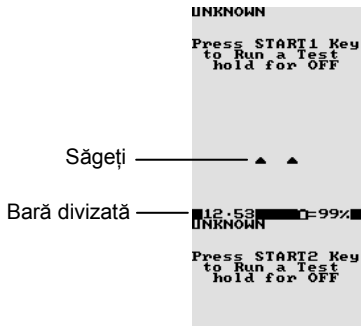 UNKNOWN
Press START1 Key
to Run a Test
hold for OFF
Săgeți
Bară divizată
12·53 =99%
UNKNOWN
Press START2 Key
to Run a Test
hold for OFF